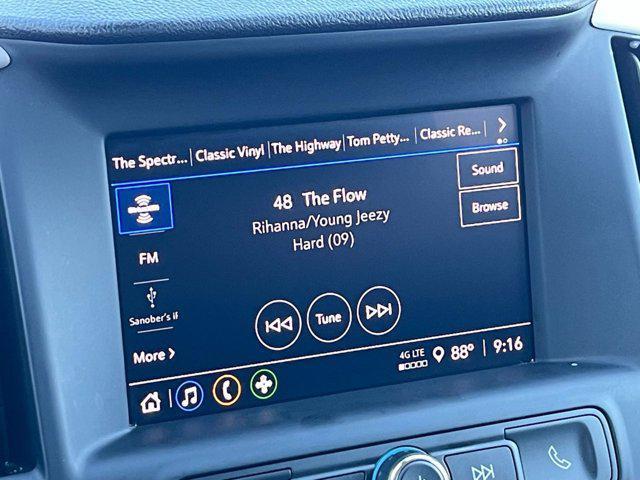 The Spectr... Classic Vinyl The Highway Tom Petty... Classic Re...
48 The Flow
Rihanna/Young Jeezy
Hard (09)
Sound
Browse
FM
Sanober's iF
More >
Tune
4G LTE
88° 9:16